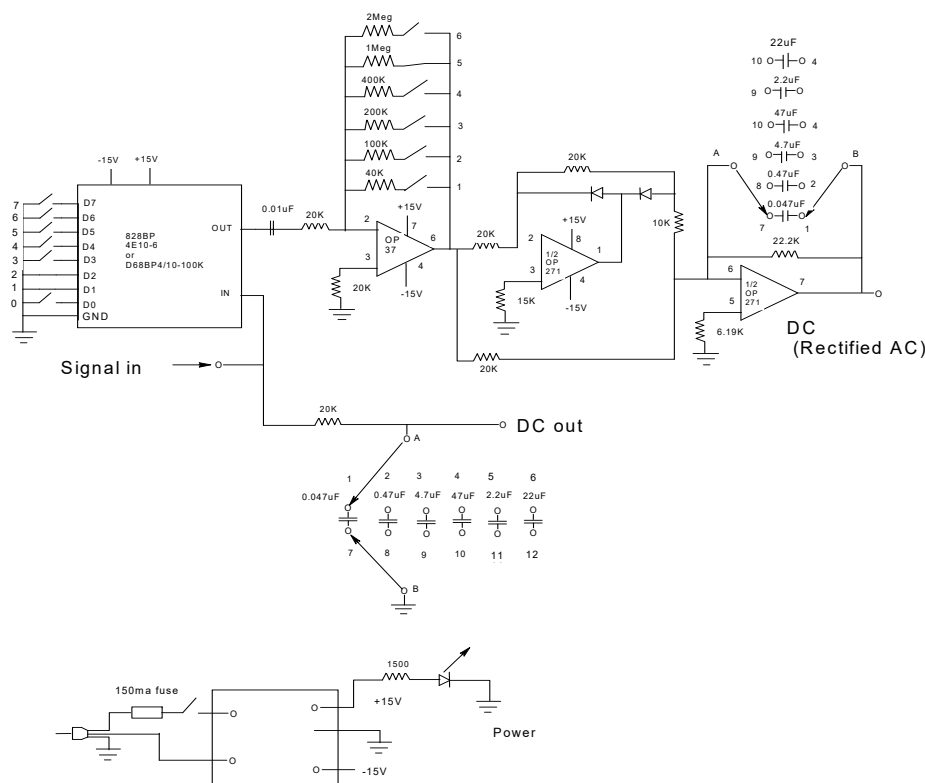 2Meg
6
1Meg
5
400K
4
200K
3
100K
2
40K
1
22uF
10
4
2.2uF
9
47uF
10
4
4.7uF
9
3
0.47uF
8
2
0.047uF
7
1
A
B
-15V
+15V
7
6
5
4
3
2
1
0
D7
D6
D5
D4
D3
D2
D1
D0
GND
828BP
4E10-6
or
D68BP4/10-100K
OUT
IN
0.01uF
20K
2
3
OP
37
+15V
7
6
4
-15V
20K
20K
20K
10K
2
3
1/2
OP
271
+15V
8
1
4
-15V
15K
20K
22.2K
6
5
1/2
OP
271
7
6.19K
DC
(Rectified AC)
Signal in
20K
DC out
A
1
2
3
4
5
6
0.047uF
0.47uF
4.7uF
47uF
2.2uF
22uF
7
8
9
10
11
12
B
150ma fuse
1500
+15V
Power
-15V